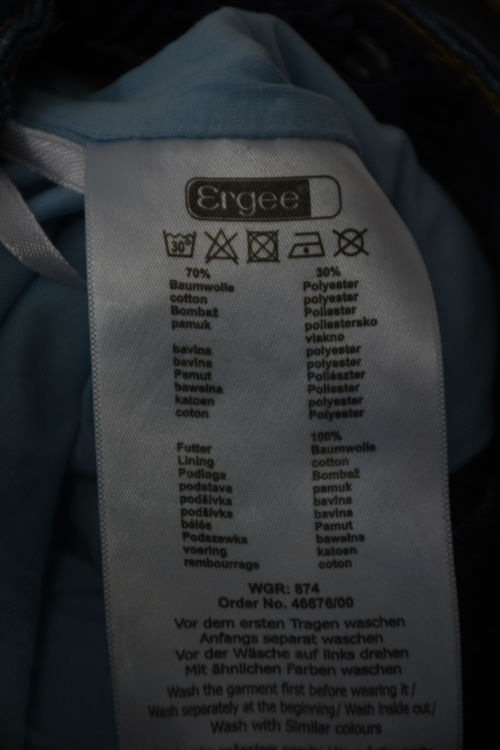 Ergee®
30°
70% 30%
Baumwolle Polyester
cotton polyester
Bombaž Poliester
pamuk poliestersko
vlakno
bavlna polyester
bavlna polyester
Pamut Poliészter
bawełna Poliester
katoen Polyester
coton Polyester
100%
Futter Baumwolle
Lining cotton
Podloga Bombaž
podstava pamuk
podšívka bavlna
podšívka bavlna
bélés Pamut
Podszewka bawełna
voering katoen
rembourrage coton
WGR: 874
Order No. 46676/00
Vor dem ersten Tragen waschen
Anfangs separat waschen
Vor der Wäsche auf links drehen
Mit ähnlichen Farben waschen
Wash the garment first before wearing it /
Wash separately at the beginning / Wash inside out /
Wash with Similar colours